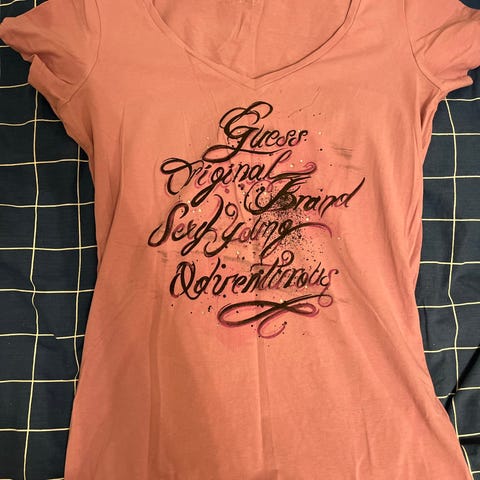 Guess
Original
Brand
Sexy Young
Adventurous